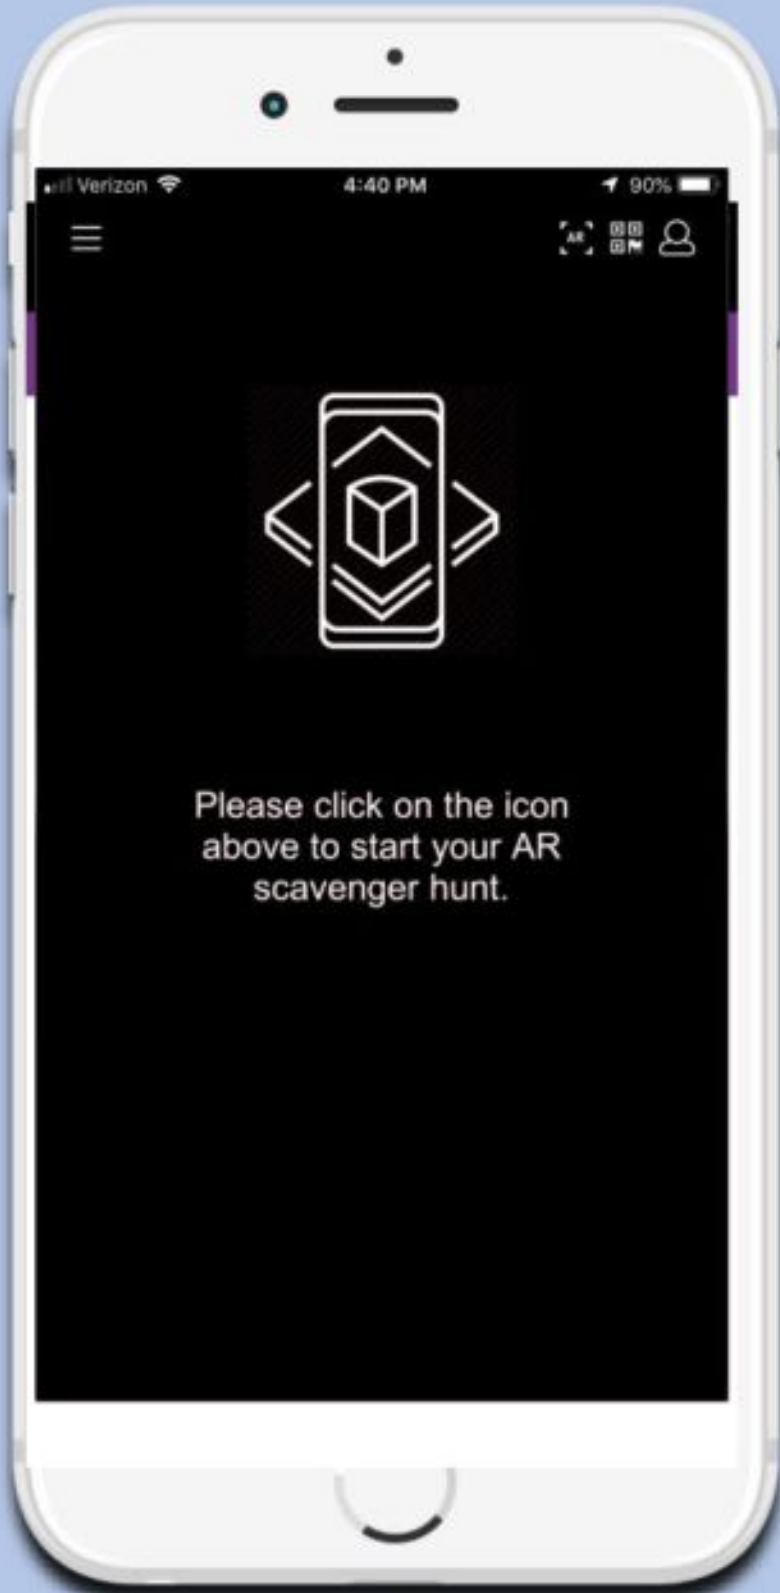 Verizon 4:40 PM 90%
AR
Please click on the icon
above to start your AR
scavenger hunt.